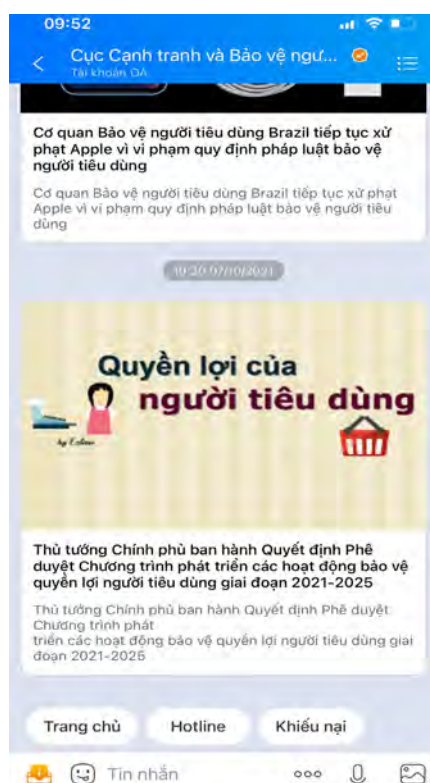 09:52
Cục Cạnh tranh và Bảo vệ ngư...
Tài khoản OA
Cơ quan Bảo vệ người tiêu dùng Brazil tiếp tục xử
phạt Apple vì vi phạm quy định pháp luật bảo vệ
người tiêu dùng
Cơ quan Bảo vệ người tiêu dùng Brazil tiếp tục xử phạt
Apple vì vi phạm quy định pháp luật bảo vệ người tiêu
dùng
07/10/2021
Quyền lợi của
người tiêu dùng
Thủ tướng Chính phủ ban hành Quyết định Phê
duyệt Chương trình phát triển các hoạt động bảo vệ
quyền lợi người tiêu dùng giai đoạn 2021-2025
Thủ tướng Chính phủ ban hành Quyết định Phê duyệt
Chương trình phát
triển các hoạt động bảo vệ quyền lợi người tiêu dùng giai
đoạn 2021-2025
Trang chủ
Hotline
Khiếu nại
Tin nhắn